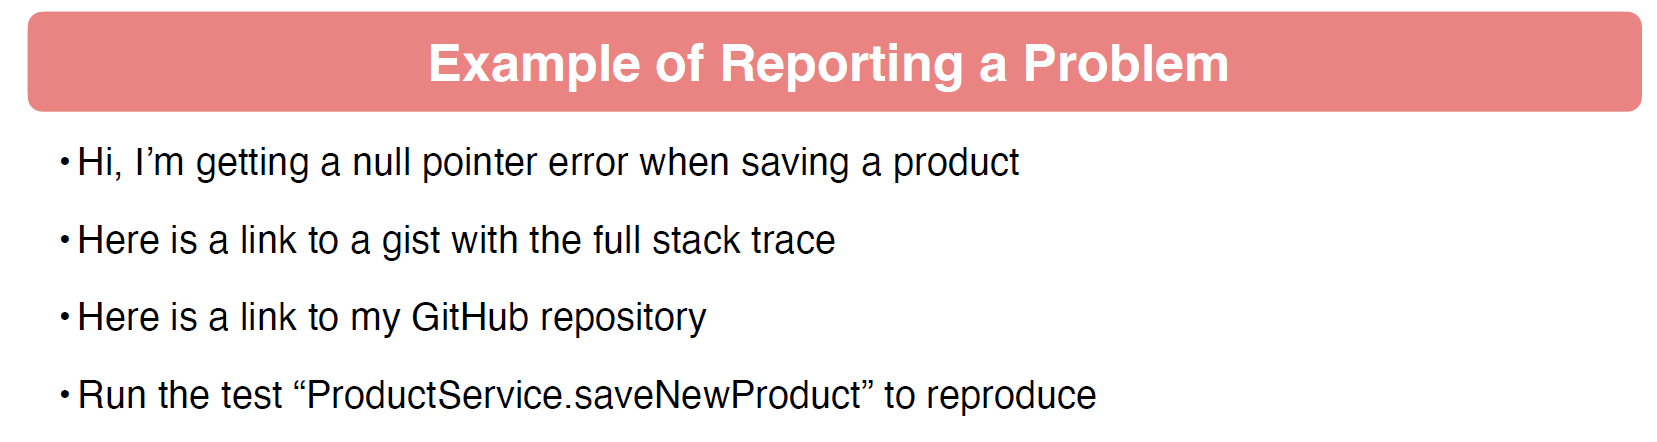 Example of Reporting a Problem
• Hi, I’m getting a null pointer error when saving a product
• Here is a link to a gist with the full stack trace
• Here is a link to my GitHub repository
• Run the test “ProductService.saveNewProduct” to reproduce